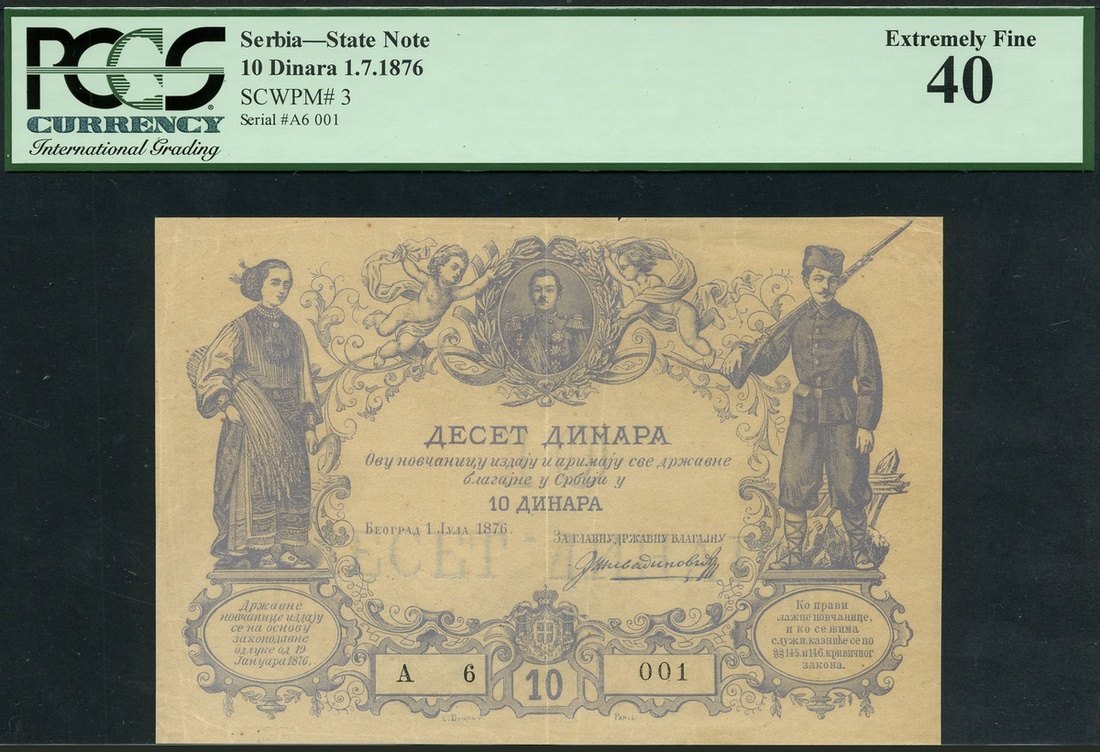 PCGS
CURRENCY
International Grading
Serbia—State Note
10 Dinara 1.7.1876
SCWPM# 3
Serial #A6 001
Extremely Fine
40
ДЕСЕТ ДИНАРА
Ову новчаницу издају и примају све државне
благајне у Србији у
10 ДИНАРА
Београд 1. Јула 1876.
За главну државну благајну
ДЕСЕТ ДИН
Државне
новчанице издају
се на основу
законодавне
одлуке од 19
Јануара 1876.
Ко прави
лажне новчанице,
и ко се њима
служи, казниће се по
§§ 145. и 146. кривичног
закона.
А 6
10
001
Paris.